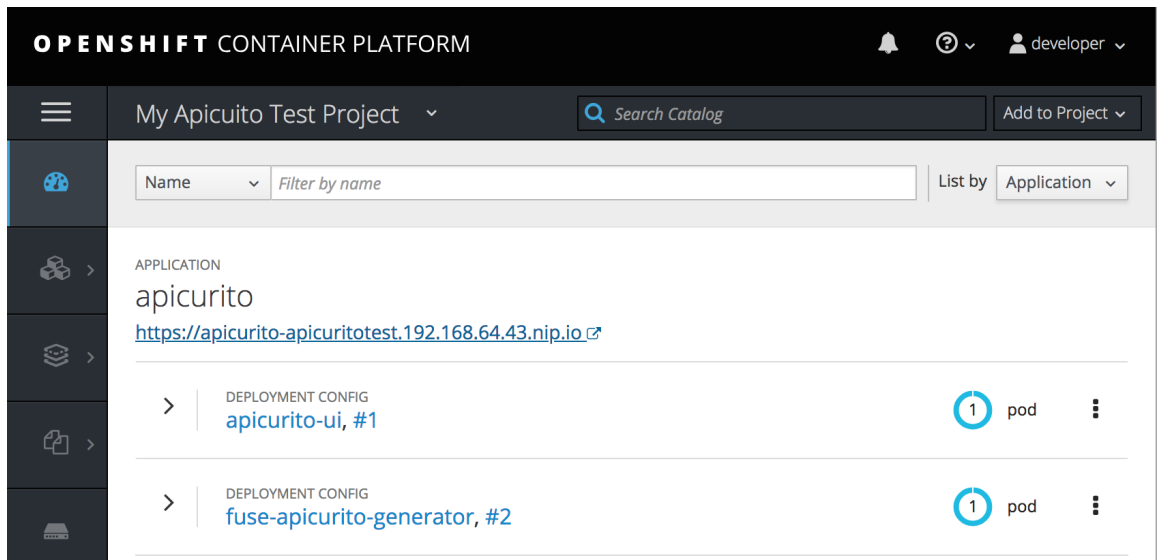 OPENSHIFT CONTAINER PLATFORM
developer
My Apicuito Test Project
Search Catalog
Add to Project
Name
Filter by name
List by
Application
APPLICATION
apicurito
https://apicurito-apicuritotest.192.168.64.43.nip.io
DEPLOYMENT CONFIG
apicurito-ui, #1
1 pod
DEPLOYMENT CONFIG
fuse-apicurito-generator, #2
1 pod